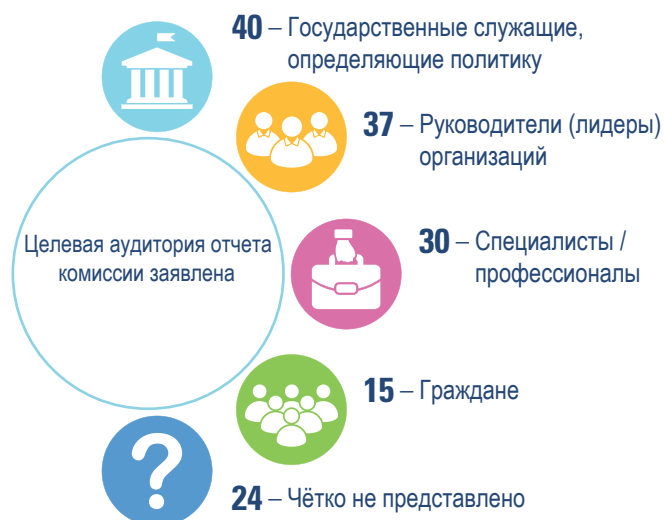 40 – Государственные служащие,
определяющие политику
37 – Руководители (лидеры)
организаций
Целевая аудитория отчета
комиссии заявлена
30 – Специалисты /
профессионалы
15 – Граждане
?
24 – Чётко не представлено